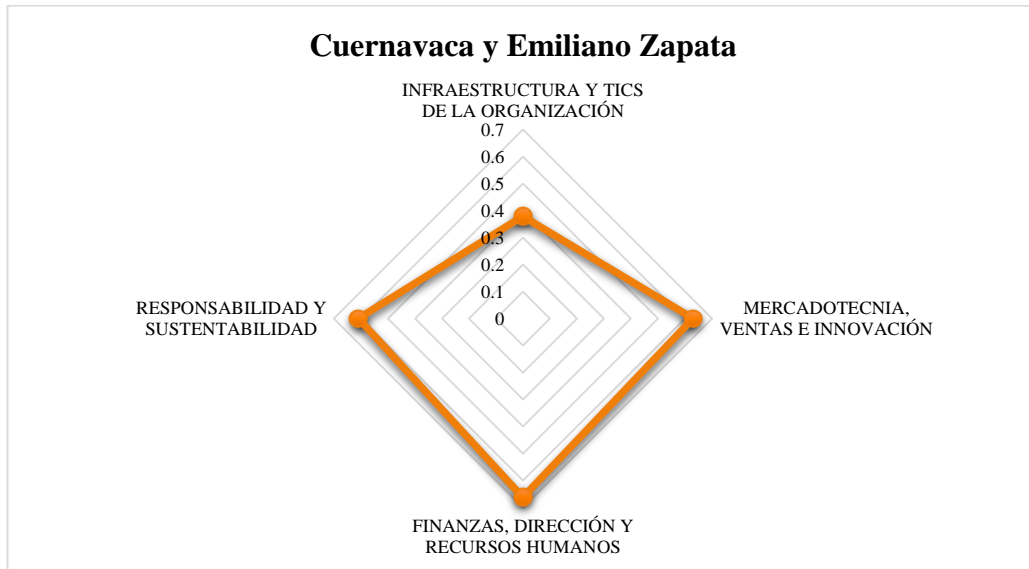 Cuernavaca y Emiliano Zapata
INFRAESTRUCTURA Y TICS
DE LA ORGANIZACIÓN
0.7
0.6
0.5
0.4
0.3
0.2
0.1
0
RESPONSABILIDAD Y
SUSTENTABILIDAD
MERCADOTECNIA,
VENTAS E INNOVACIÓN
FINANZAS, DIRECCIÓN Y
RECURSOS HUMANOS